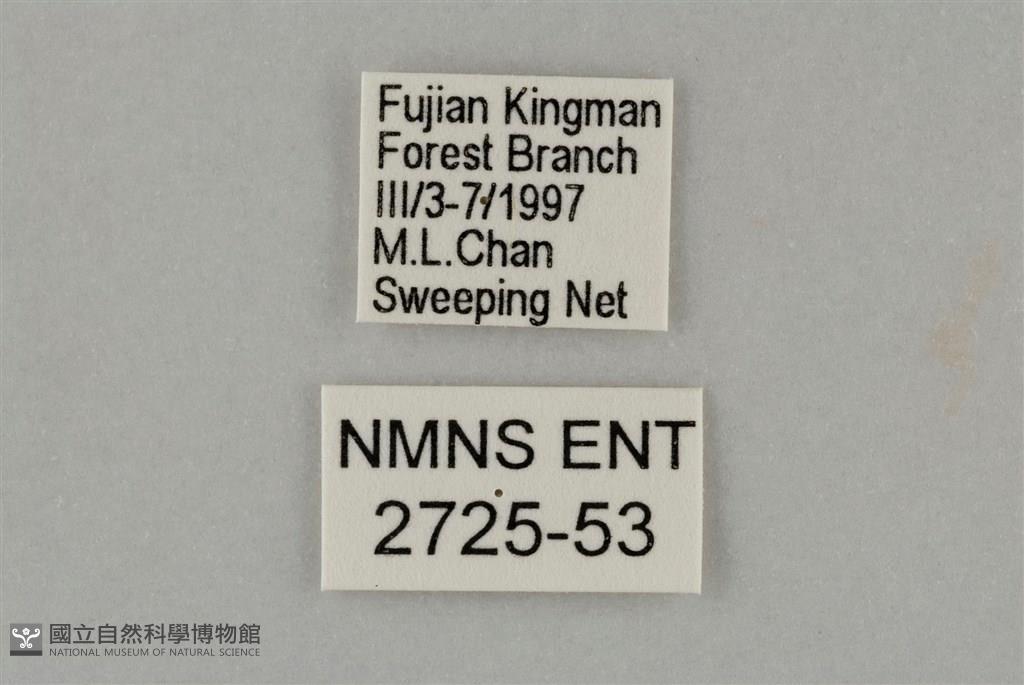 Fujian Kingman
Forest Branch
III/3-7/1997
M.L.Chan
Sweeping Net
NMNS ENT
2725-53
國立自然科學博物館
NATIONAL MUSEUM OF NATURAL SCIENCE